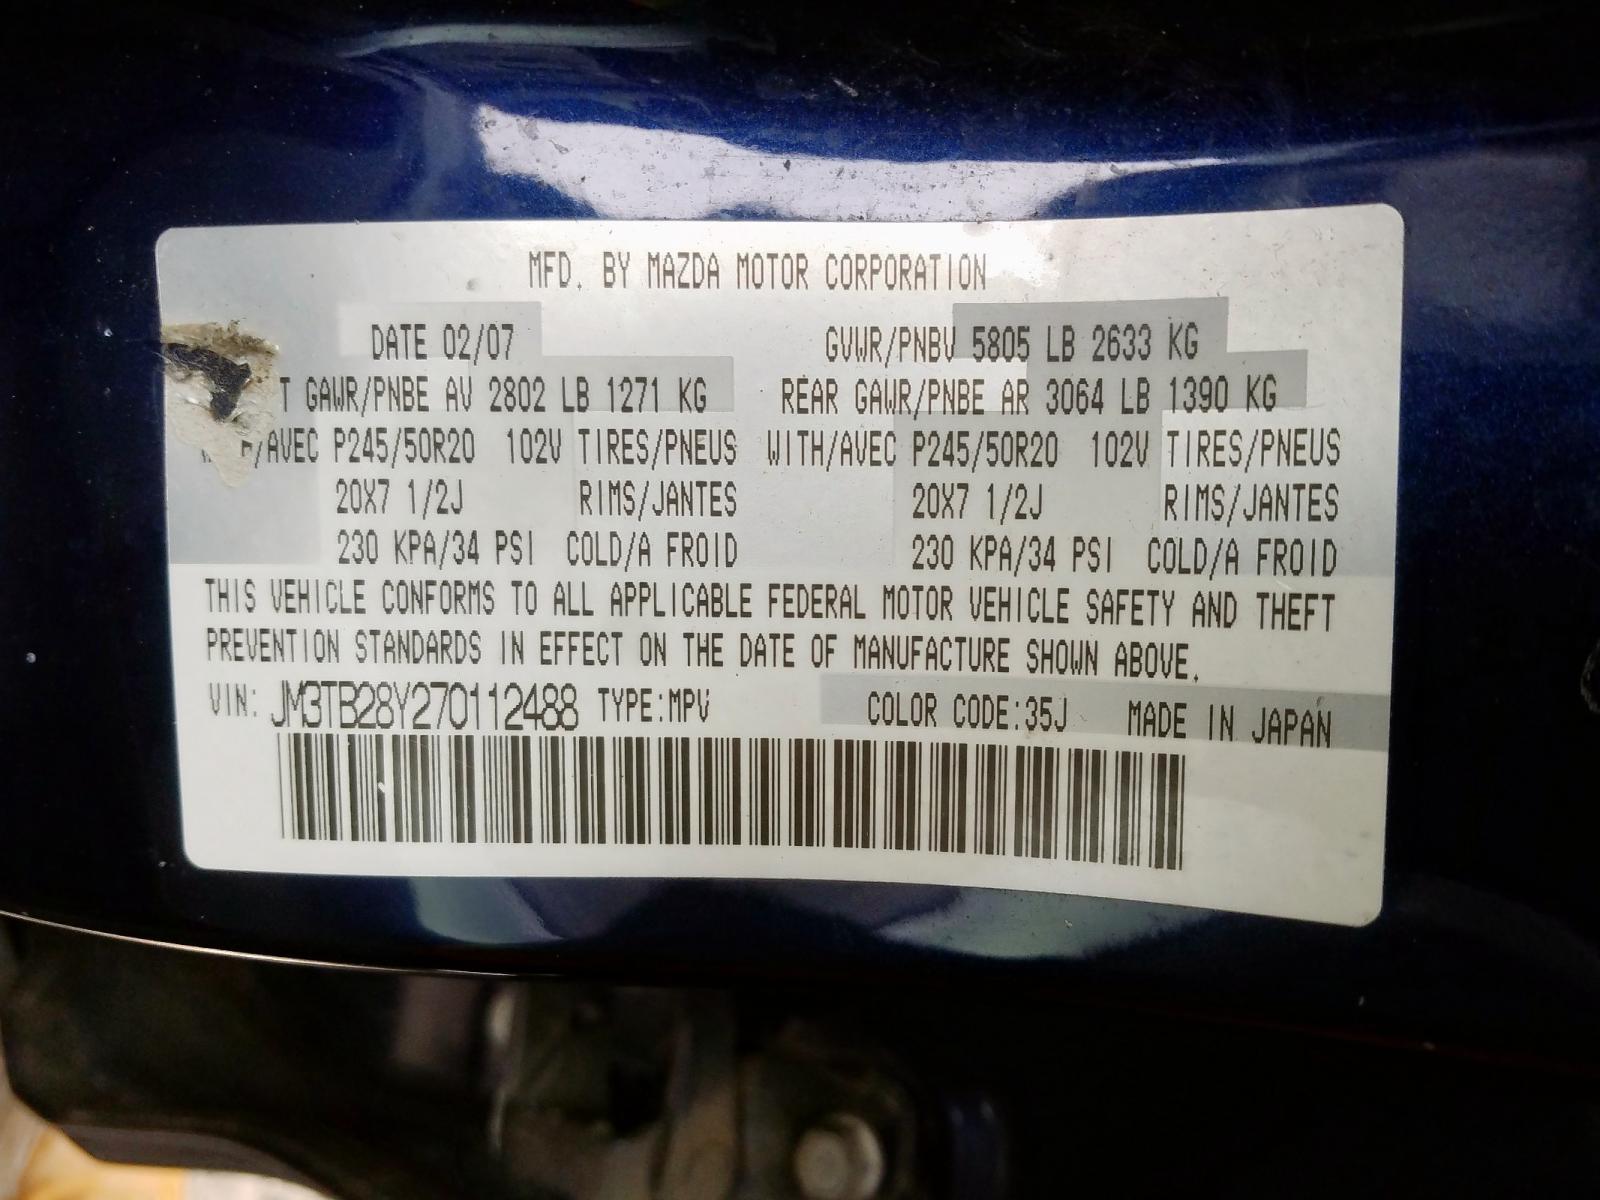 MFD. BY MAZDA MOTOR CORPORATION
DATE 02/07 GVWR/PNBV 5805 LB 2633 KG
T GAWR/PNBE AV 2802 LB 1271 KG REAR GAWR/PNBE AR 3064 LB 1390 KG
/AVEC P245/50R20 102V TIRES/PNEUS WITH/AVEC P245/50R20 102V TIRES/PNEUS
20X7 1/2J RIMS/JANTES 20X7 1/2J RIMS/JANTES
230 KPA/34 PSI COLD/A FROID 230 KPA/34 PSI COLD/A FROID
THIS VEHICLE CONFORMS TO ALL APPLICABLE FEDERAL MOTOR VEHICLE SAFETY AND THEFT
PREVENTION STANDARDS IN EFFECT ON THE DATE OF MANUFACTURE SHOWN ABOVE.
VIN: JM3TB28Y270112488 TYPE:MPV COLOR CODE:35J MADE IN JAPAN